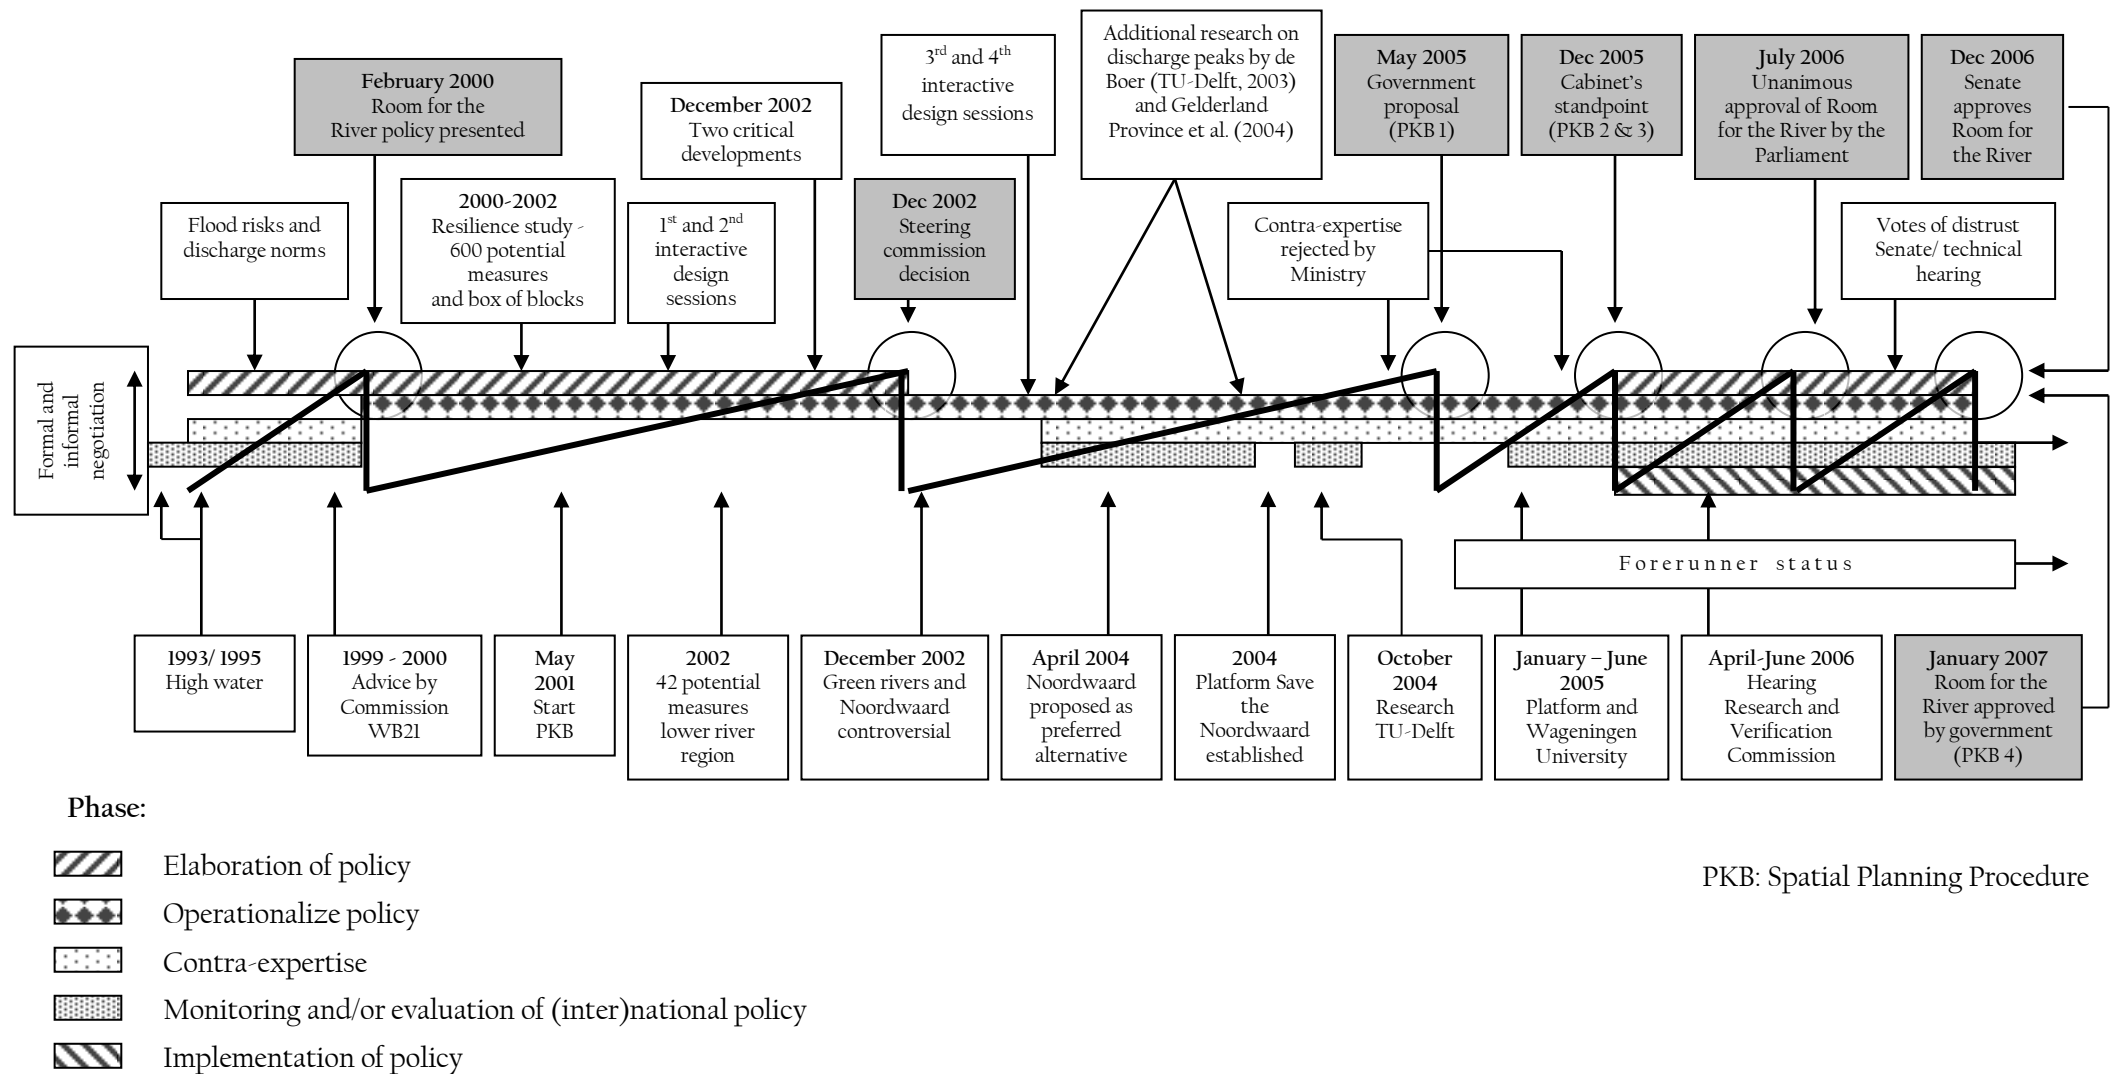 February 2000
Room for the
River policy presented
December 2002
Two critical
developments
3rd and 4th
interactive
design sessions
Additional research on
discharge peaks by de
Boer (TU-Delft, 2003)
and Gelderland
Province et al. (2004)
May 2005
Government
proposal
(PKB 1)
Dec 2005
Cabinet's
standpoint
(PKB 2 & 3)
July 2006
Unanimous
approval of Room
for the River by the
Parliament
Dec 2006
Senate
approves
Room for
the River
Flood risks and
discharge norms
2000-2002
Resilience study -
600 potential
measures
and box of blocks
1st and 2nd
interactive
design
sessions
Dec 2002
Steering
commission
decision
Contra-expertise
rejected by
Ministry
Votes of distrust
Senate/ technical
hearing
Formal and
informal
negotiation
Forerunner status
1993/ 1995
High water
1999 - 2000
Advice by
Commission
WB21
May
2001
Start
PKB
2002
42 potential
measures
lower river
region
December 2002
Green rivers and
Noordwaard
controversial
April 2004
Noordwaard
proposed as
preferred
alternative
2004
Platform Save
the
Noordwaard
established
October
2004
Research
TU-Delft
January – June
2005
Platform and
Wageningen
University
April-June 2006
Hearing
Research and
Verification
Commission
January 2007
Room for the
River approved
by government
(PKB 4)
Phase:
Elaboration of policy
Operationalize policy
Contra-expertise
Monitoring and/or evaluation of (inter)national policy
Implementation of policy
PKB: Spatial Planning Procedure